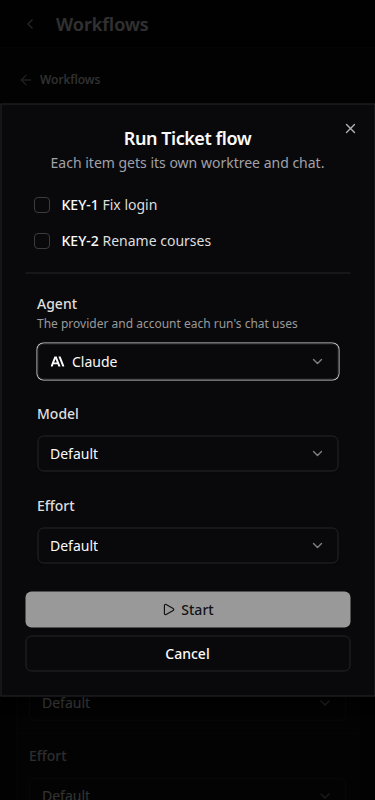 Workflows
Workflows
Run Ticket flow
Each item gets its own worktree and chat.
KEY-1 Fix login
KEY-2 Rename courses
Agent
The provider and account each run's chat uses
Claude
Model
Default
Effort
Default
Start
Cancel
Default
Effort
Default